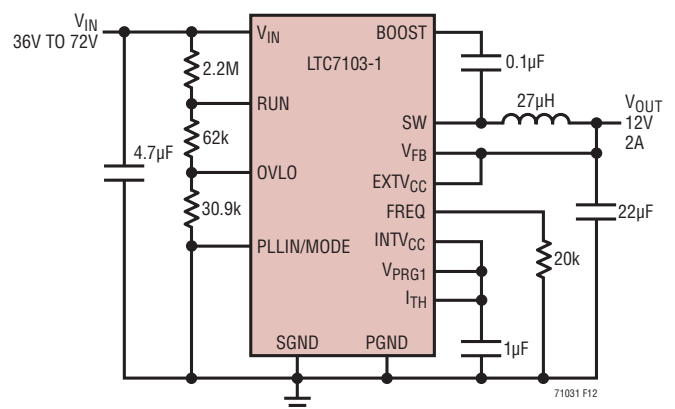 VIN
36V TO 72V
VIN
BOOST
LTC7103-1
2.2M
0.1µF
RUN
27µH
VOUT
12V
2A
SW
62k
VFB
4.7µF
OVLO
EXTVCC
30.9k
FREQ
22µF
PLLIN/MODE
INTVCC
20k
VPRG1
ITH
SGND
PGND
1µF
71031 F12